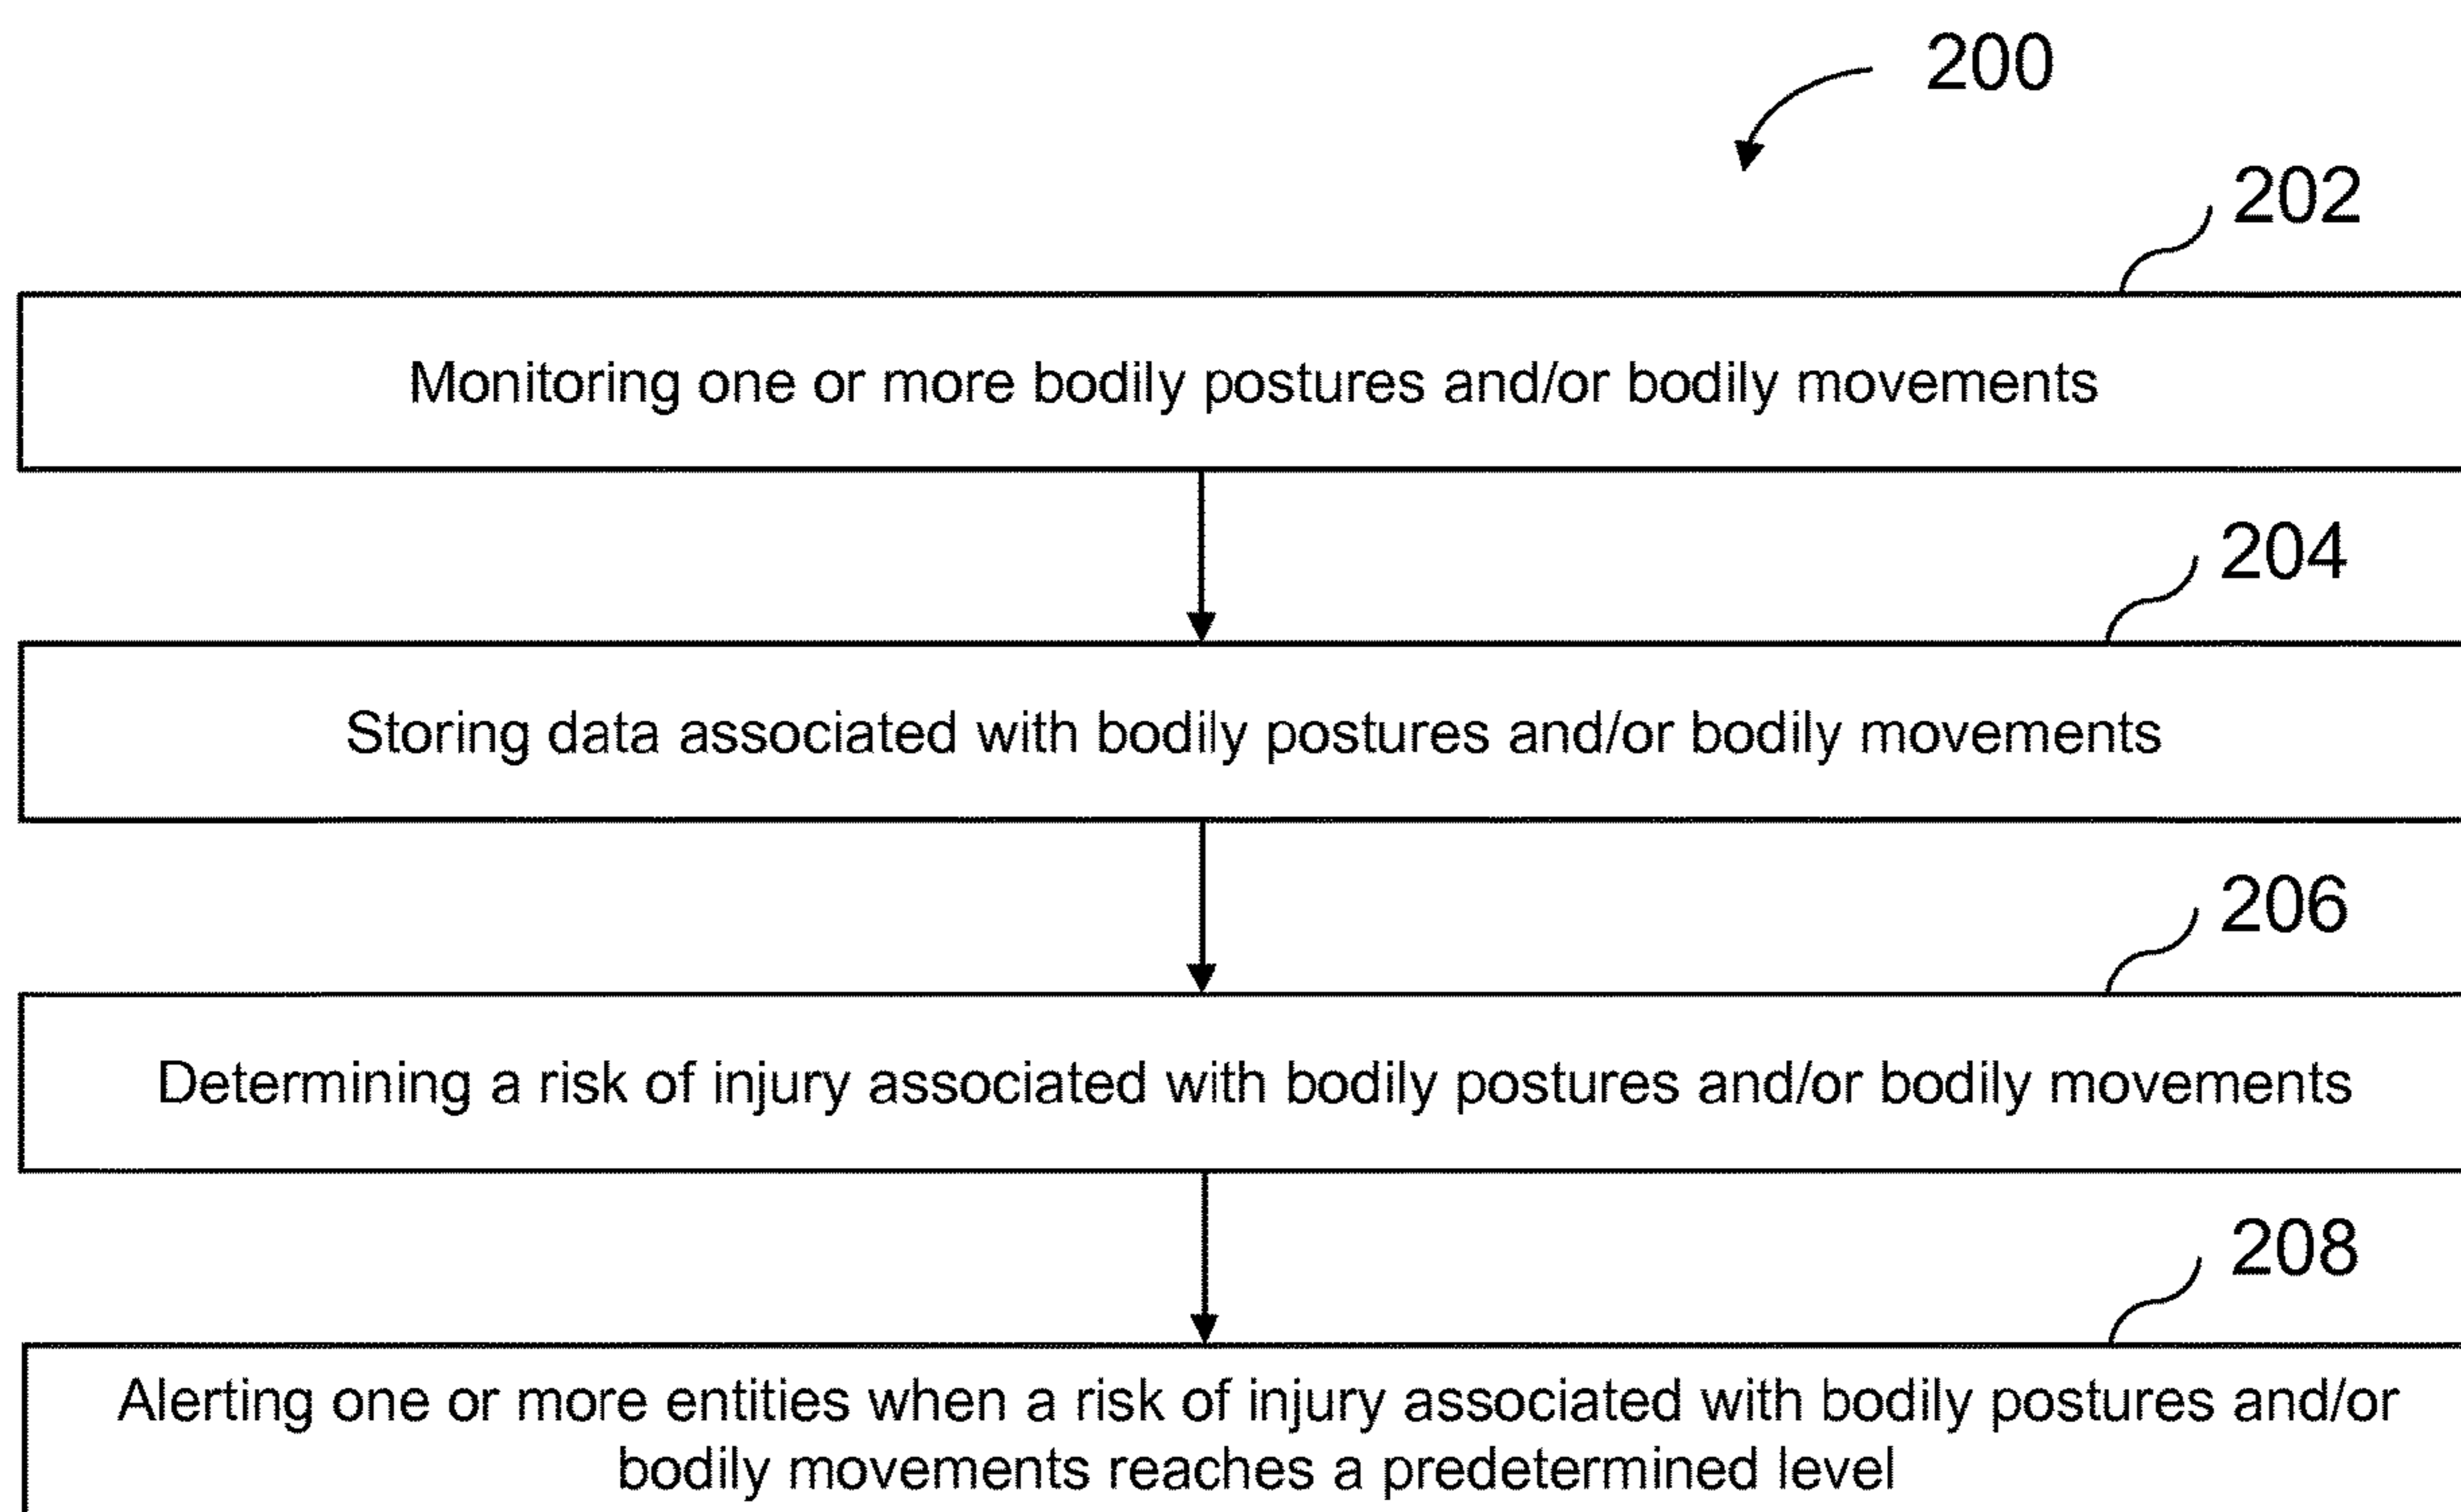 200
202
Monitoring one or more bodily postures and/or bodily movements
204
Storing data associated with bodily postures and/or bodily movements
206
Determining a risk of injury associated with bodily postures and/or bodily movements
208
Alerting one or more entities when a risk of injury associated with bodily postures and/or
bodily movements reaches a predetermined level